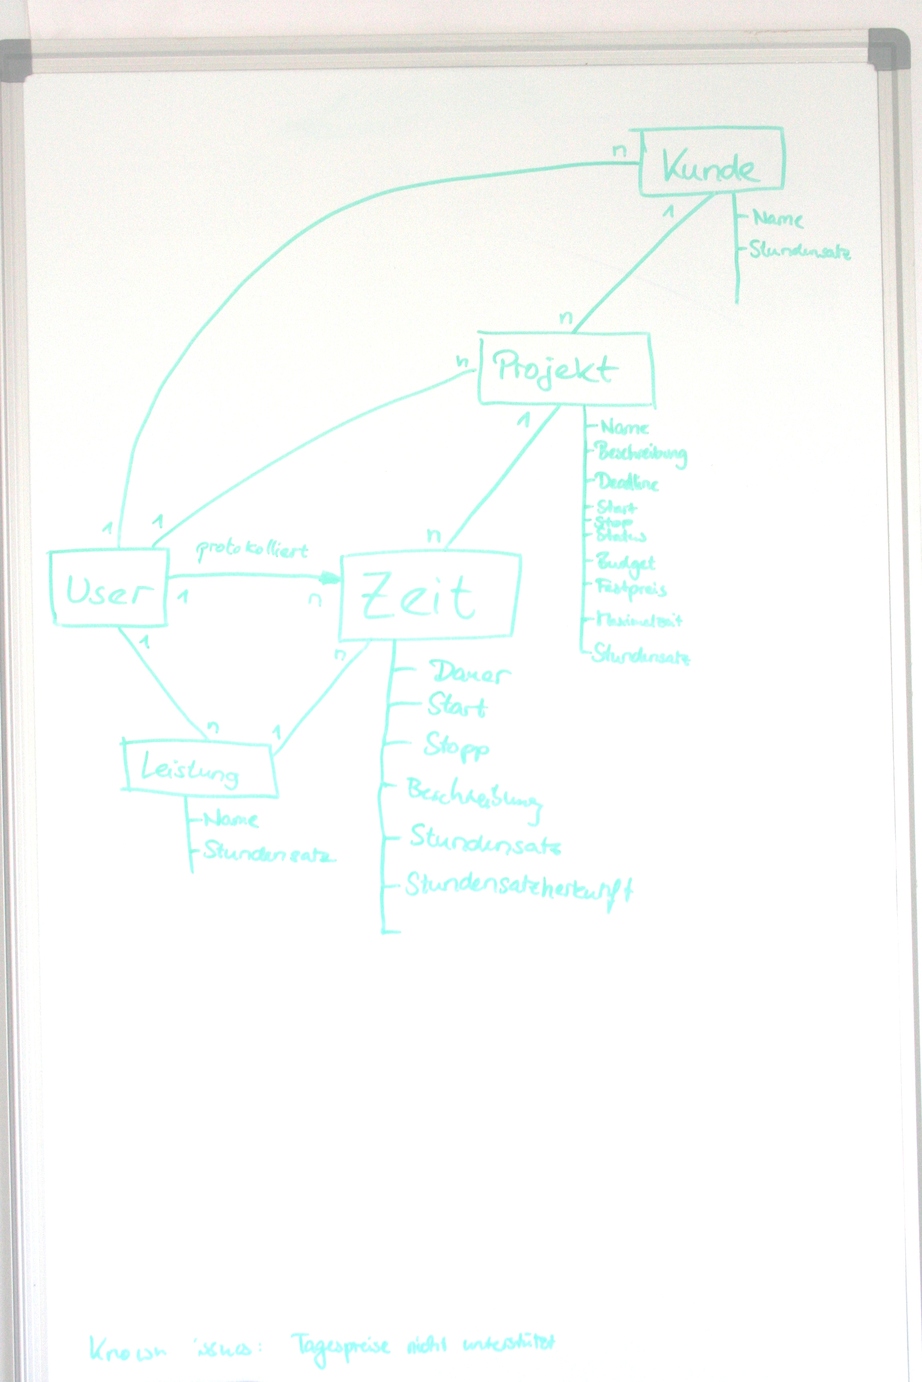 n
Kunde
1
Name
Stundensatz
n
n
Projekt
1
Name
Beschreibung
Deadline
Start
Stop
Status
Budget
Festpreis
Maximalzeit
Stundensatz
n
1
1
protokolliert
User
1
n
Zeit
1
n
n
1
Dauer
Start
Stopp
Beschreibung
Stundensatz
Stundensatzherkunft
Leistung
Name
Stundensatz
Known issues: Tagespreise nicht unterstützt